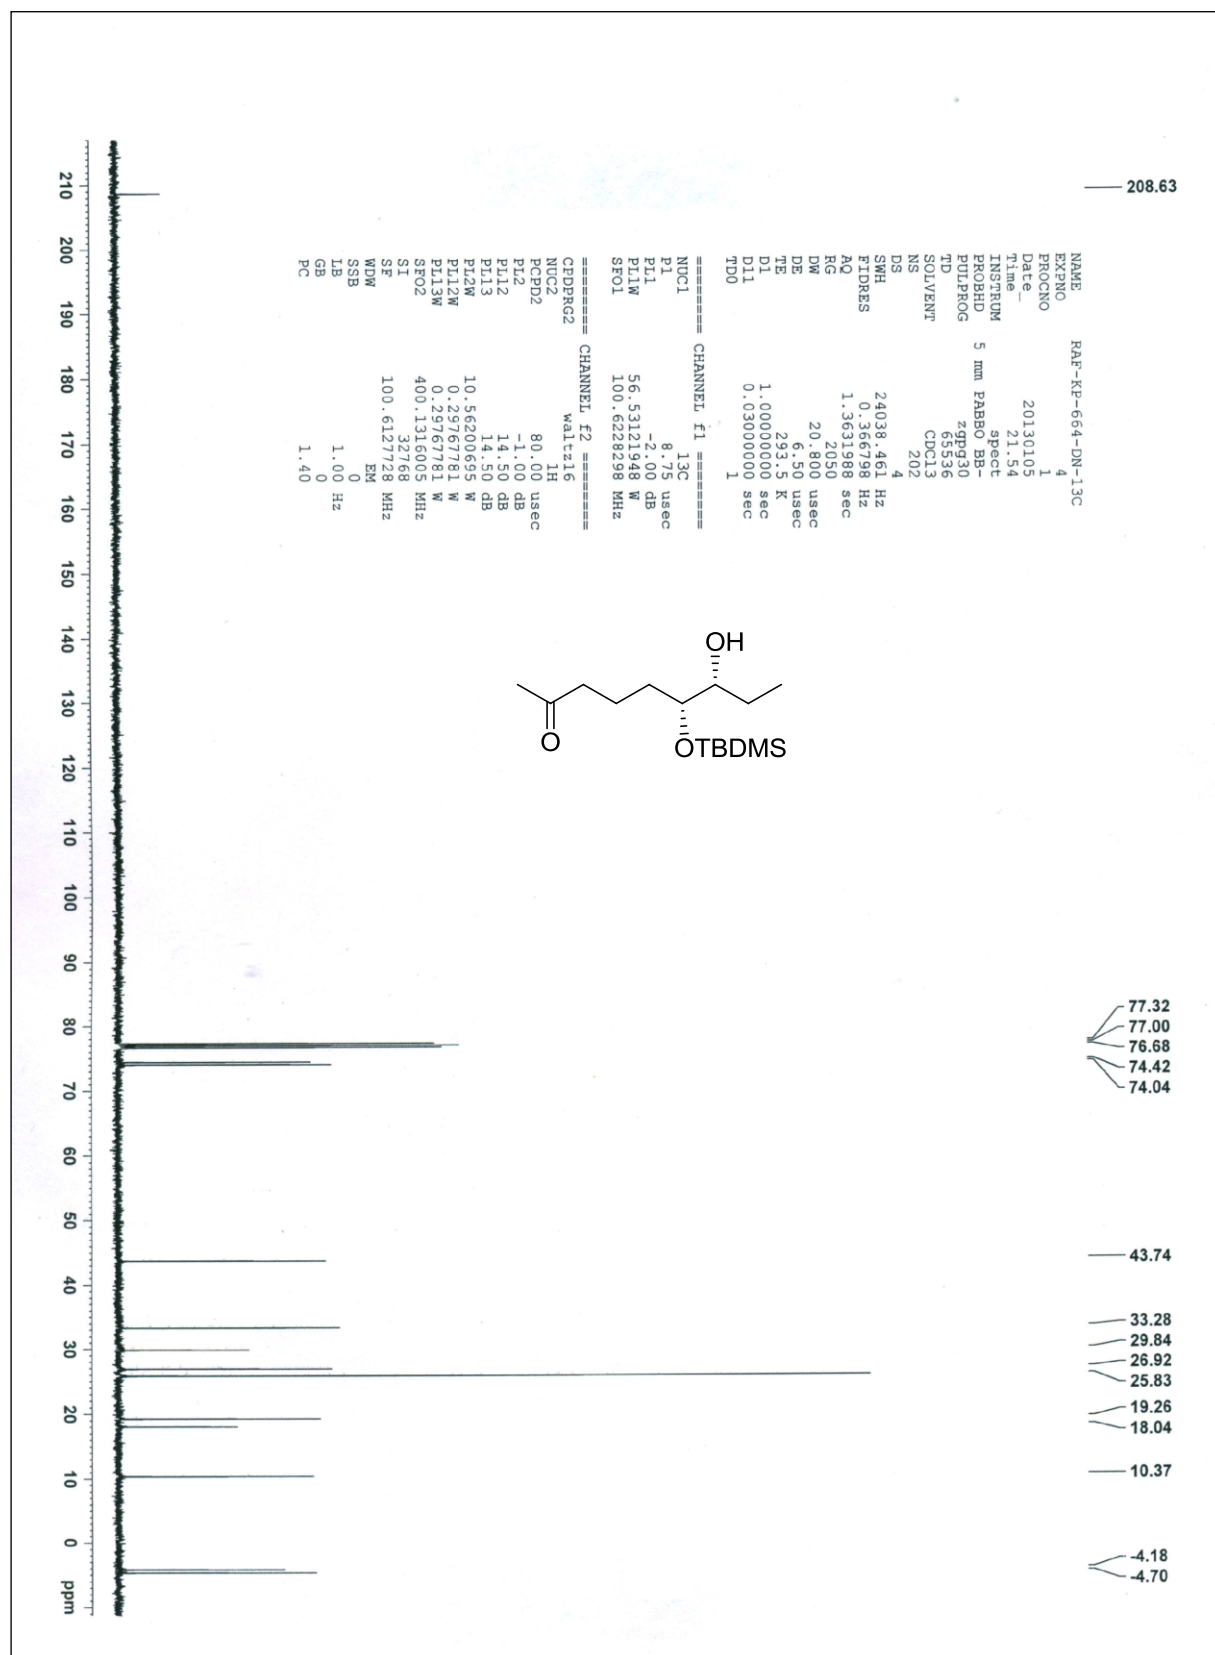 208.63
NAME RAF-KP-664-DN-13C
EXPNO 4
PROCNO 1
Date_ 20130105
Time 21.54
INSTRUM spect
PROBHD 5 mm PABBO BB-
PULPROG zgpg30
TD 65536
SOLVENT CDCl3
NS 202
DS 4
SWH 24038.461 Hz
FIDRES 0.366798 Hz
AQ 1.3631988 sec
RG 2050
DW 20.800 usec
DE 6.50 usec
TE 293.5 K
D1 1.00000000 sec
D11 0.03000000 sec
TD0 1
======== CHANNEL f1 ========
NUC1 13C
P1 8.75 usec
PL1 -2.00 dB
PL1W 56.53121948 W
SFO1 100.6228298 MHz
======== CHANNEL f2 ========
CPDPRG2 waltz16
NUC2 1H
PCPD2 80.00 usec
PL2 -1.00 dB
PL12 14.50 dB
PL13 14.50 dB
PL2W 10.56200695 W
PL12W 0.29767781 W
PL13W 0.29767781 W
SFO2 400.1316005 MHz
SI 32768
SF 100.6127728 MHz
WDW EM
SSB 0
LB 1.00 Hz
GB 0
PC 1.40
OH
O
OTBDMS
77.32
77.00
76.68
74.42
74.04
43.74
33.28
29.84
26.92
25.83
19.26
18.04
10.37
-4.18
-4.70
210 200 190 180 170 160 150 140 130 120 110 100 90 80 70 60 50 40 30 20 10 0 ppm